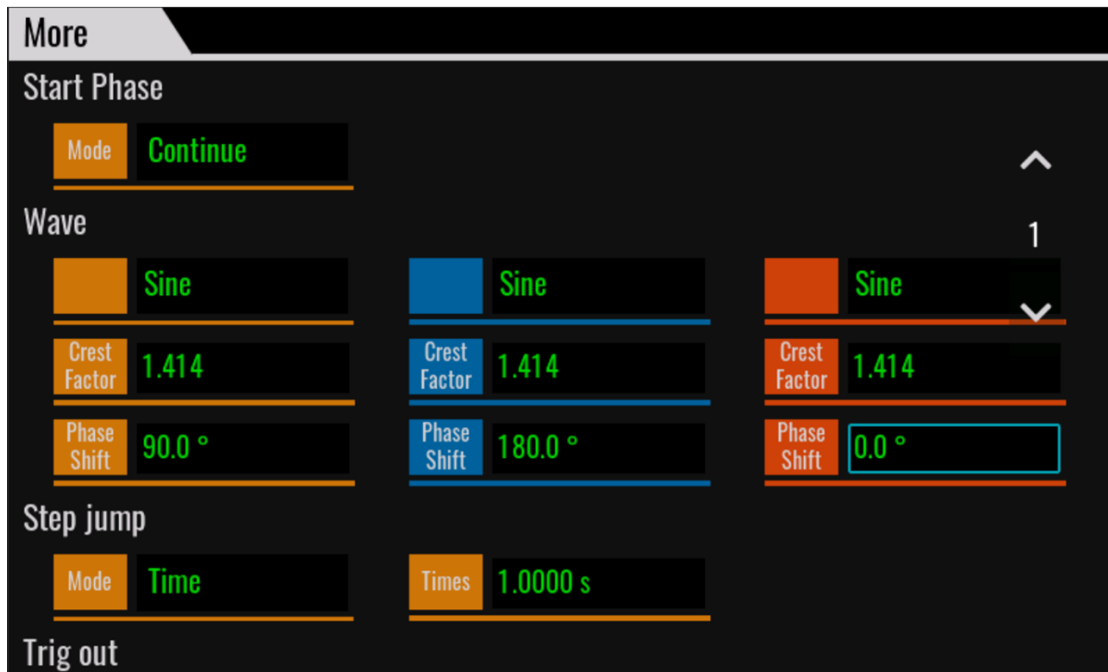 More
Start Phase
Mode Continue
Wave
1
Sine Sine Sine
Crest Factor 1.414 Crest Factor 1.414 Crest Factor 1.414
Phase Shift 90.0 ° Phase Shift 180.0 ° Phase Shift 0.0 °
Step jump
Mode Time Times 1.0000 s
Trig out